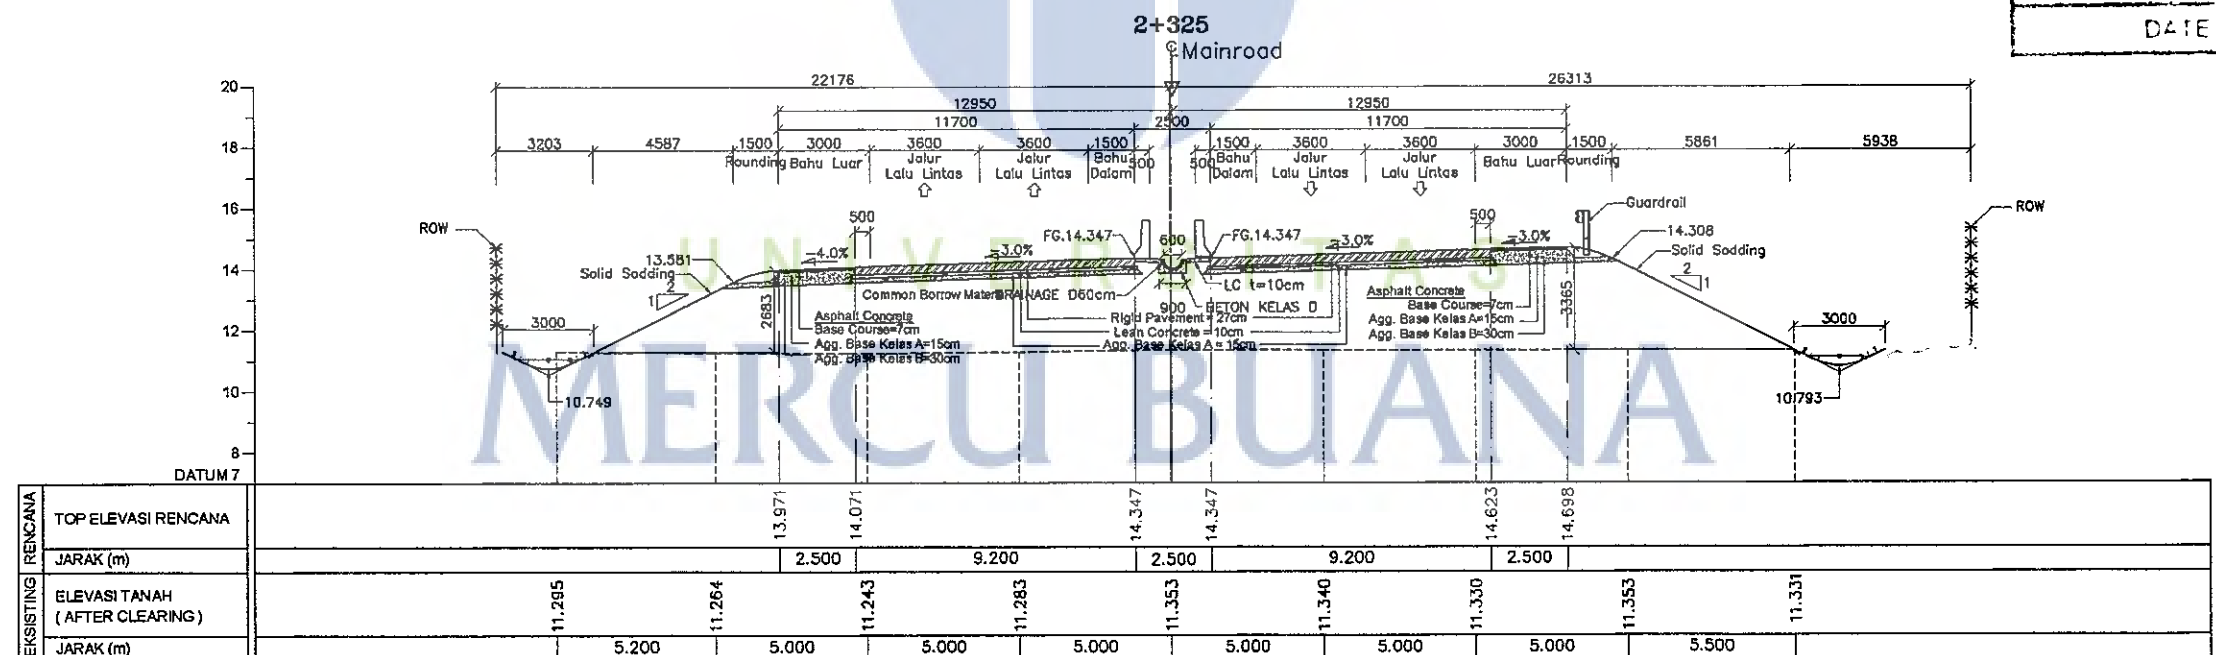 2+325
Mainroad
DATE
22176
26313
12950
12950
11700
2500
11700
3203
4587
1500
3000
3600
3600
1500
500
500
1500
3600
3600
3000
1500
5861
5938
Rounding
Bahu Luar
Jalur
Lalu Lintas
Jalur
Lalu Lintas
Bahu
Dalam
Bahu
Dalam
Jalur
Lalu Lintas
Jalur
Lalu Lintas
Bahu Luar
Rounding
20
18
16
14
12
10
8
DATUM 7
ROW
ROW
500
600
500
Guardrail
FG.14.347
FG.14.347
-4.0%
-3.0%
-3.0%
-3.0%
14.308
13.581
Solid Sodding
Solid Sodding
2
1
2
1
UNIVERSITAS
2683
3365
3000
3000
Common Borrow Material
DRAINAGE D60cm
LC t=10cm
900
BETON KELAS D
Asphalt Concrete
Base Course=7cm
Agg. Base Kelas A=15cm
Agg. Base Kelas B=30cm
Rigid Pavement = 27cm
Lean Concrete = 10cm
Agg. Base Kelas A = 15cm
Asphalt Concrete
Base Course=7cm
Agg. Base Kelas A=15cm
Agg. Base Kelas B=30cm
10.749
10.793
MERCU BUANA
RENCANA
TOP ELEVASI RENCANA
13.971
14.071
14.347
14.347
14.623
14.698
JARAK (m)
2.500
9.200
2.500
9.200
2.500
EKSISTING
ELEVASI TANAH
( AFTER CLEARING )
11.295
11.264
11.243
11.283
11.353
11.340
11.330
11.353
11.331
JARAK (m)
5.200
5.000
5.000
5.000
5.000
5.000
5.000
5.500